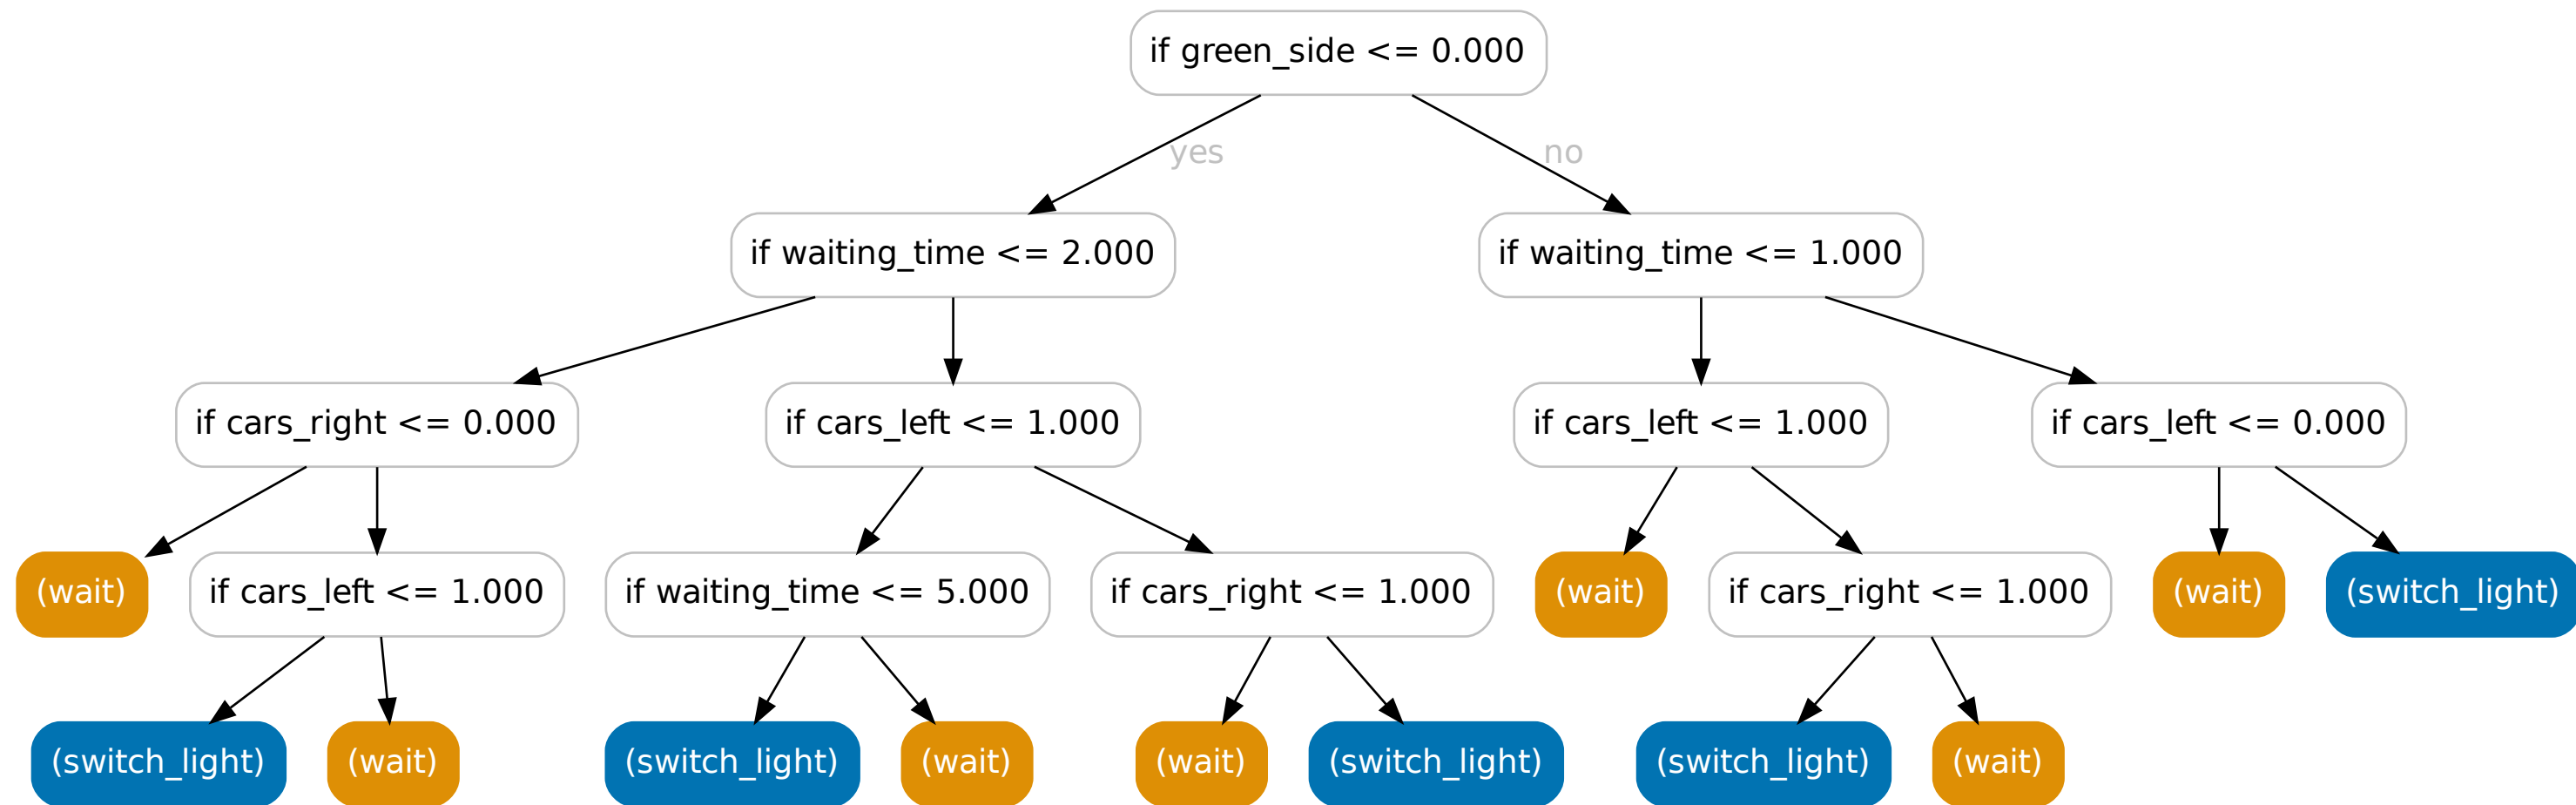 if green_side <= 0.000
yes
no
if waiting_time <= 2.000
if waiting_time <= 1.000
if cars_right <= 0.000
if cars_left <= 1.000
if cars_left <= 1.000
if cars_left <= 0.000
(wait)
if cars_left <= 1.000
if waiting_time <= 5.000
if cars_right <= 1.000
(wait)
if cars_right <= 1.000
(wait)
(switch_light)
(switch_light)
(wait)
(switch_light)
(wait)
(wait)
(switch_light)
(switch_light)
(wait)